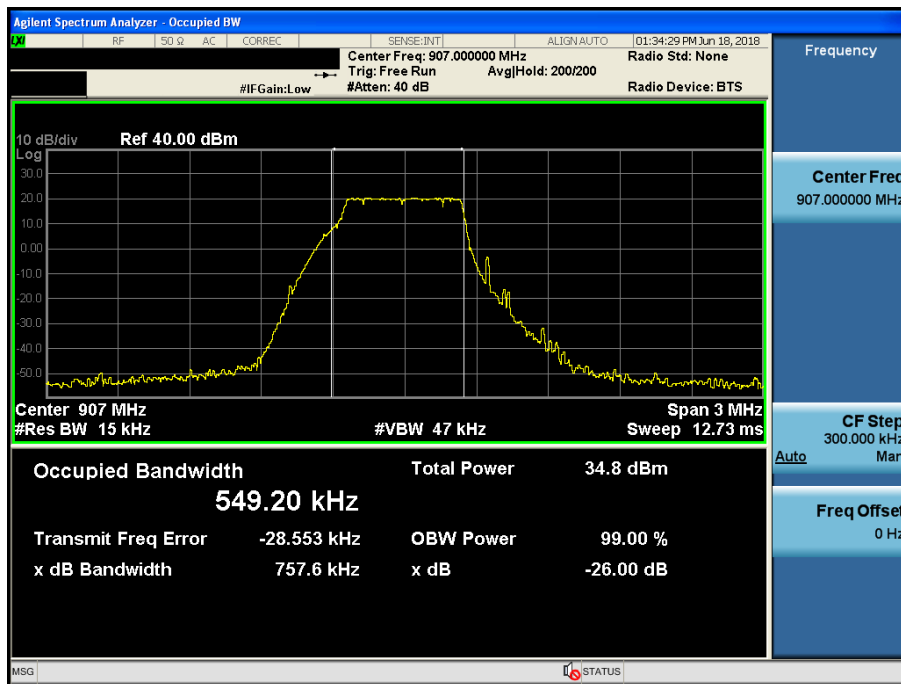 Agilent Spectrum Analyzer - Occupied BW
LXI RF 50 Ω AC CORREC SENSE:INT ALIGN AUTO 01:34:29 PM Jun 18, 2018
Center Freq: 907.000000 MHz Radio Std: None
Trig: Free Run Avg|Hold: 200/200
#IFGain:Low #Atten: 40 dB Radio Device: BTS
10 dB/div Ref 40.00 dBm
Log
30.0
20.0
10.0
0.00
-10.0
-20.0
-30.0
-40.0
-50.0
Center 907 MHz Span 3 MHz
#Res BW 15 kHz #VBW 47 kHz Sweep 12.73 ms
Occupied Bandwidth Total Power 34.8 dBm
549.20 kHz
Transmit Freq Error -28.553 kHz OBW Power 99.00 %
x dB Bandwidth 757.6 kHz x dB -26.00 dB
MSG STATUS
Frequency
Center Freq
907.000000 MHz
CF Step
300.000 kHz
Auto Man
Freq Offset
0 Hz